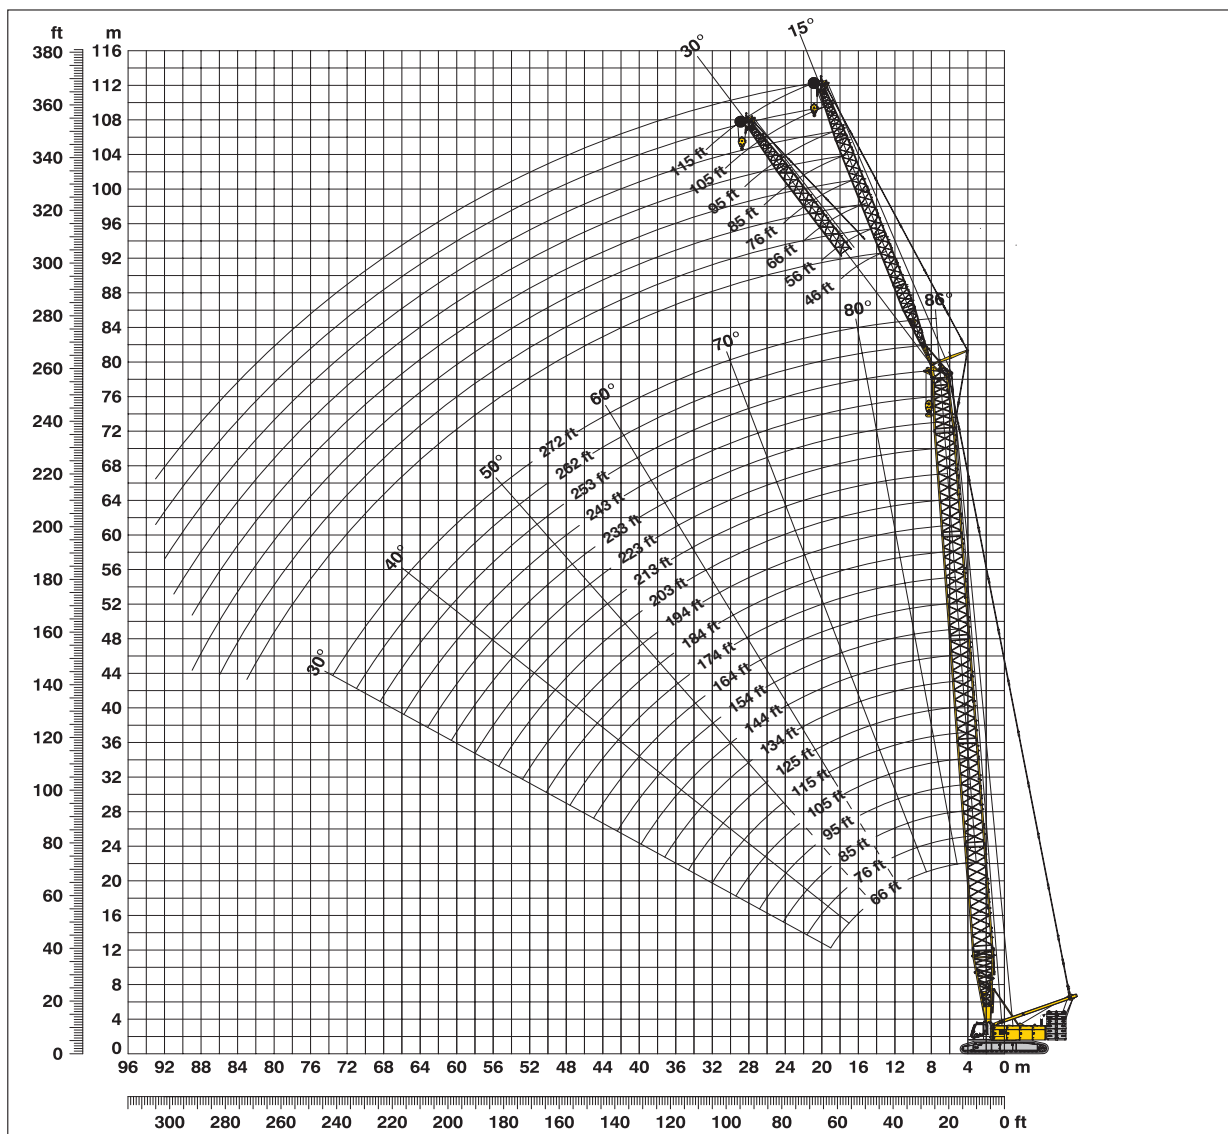 ft m
380 116
112
360
108
340 104
100
320 96
300 92
88
280 84
260 80
76
240 72
220 68
64
200 60
180 56
52
160 48
140 44
40
120 36
100 32
28
80 24
60 20
16
40 12
8
20 4
0 0
30° 15°
115 ft
105 ft
95 ft
85 ft
76 ft
66 ft
56 ft
46 ft
30° 40° 50° 60° 70° 80° 86°
272 ft
262 ft
253 ft
243 ft
233 ft
223 ft
213 ft
203 ft
194 ft
184 ft
174 ft
164 ft
154 ft
144 ft
134 ft
125 ft
115 ft
105 ft
95 ft
85 ft
76 ft
66 ft
96 92 88 84 80 76 72 68 64 60 56 52 48 44 40 36 32 28 24 20 16 12 8 4 0 m
300 280 260 240 220 200 180 160 140 120 100 80 60 40 20 0 ft